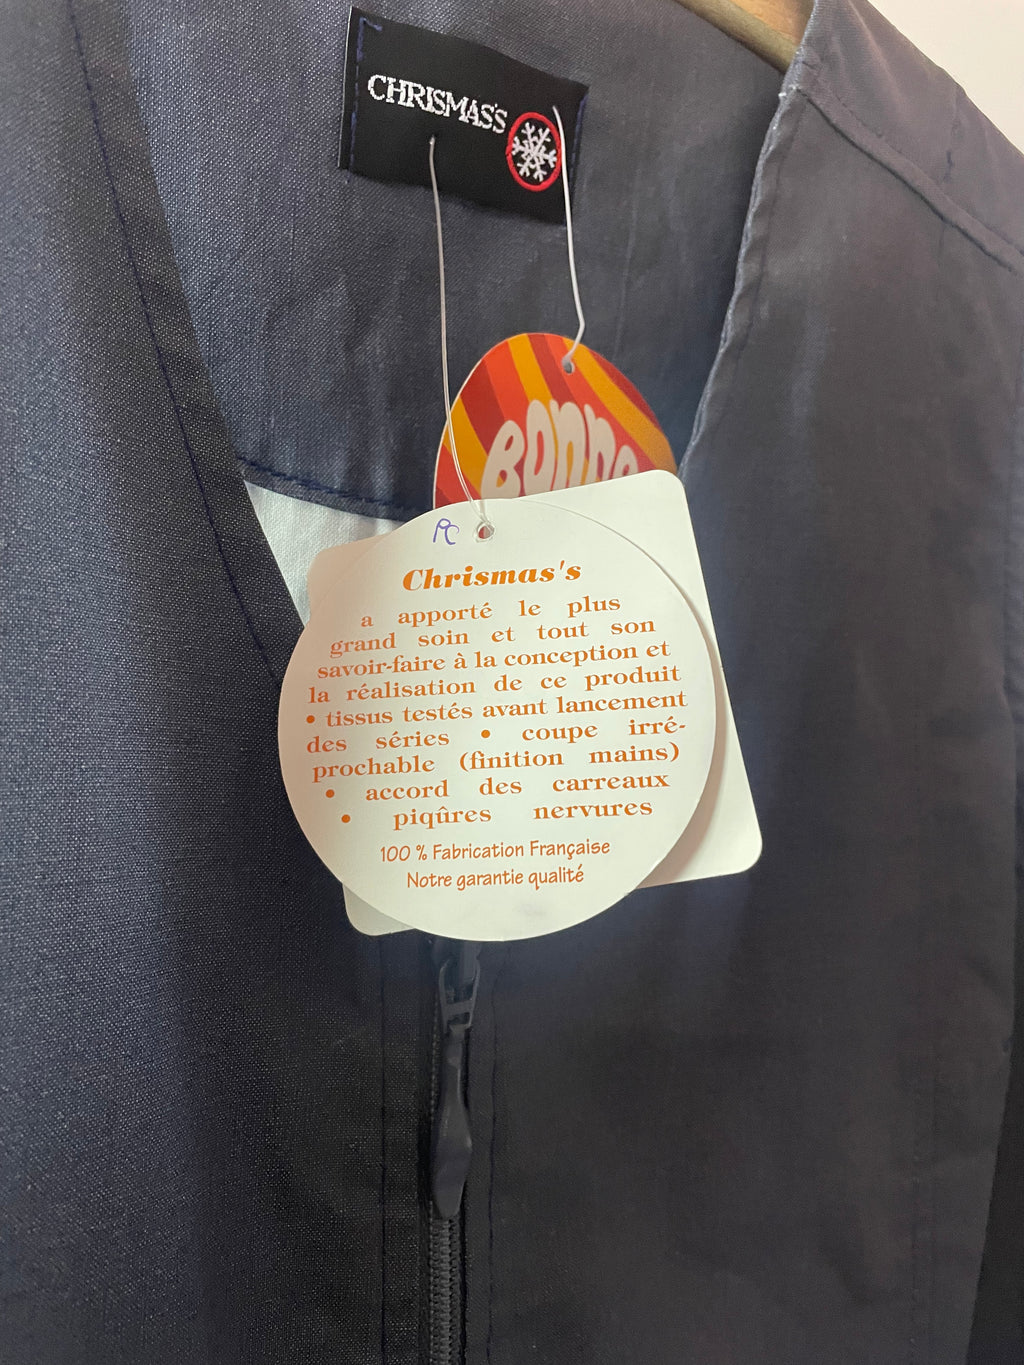 CHRISMAS'S
BONNE
PC
Chrismas's
a apporté le plus
grand soin et tout son
savoir-faire à la conception et
la réalisation de ce produit
• tissus testés avant lancement
des séries • coupe irré-
prochable (finition mains)
• accord des carreaux
• piqûres nervures
100 % Fabrication Française
Notre garantie qualité